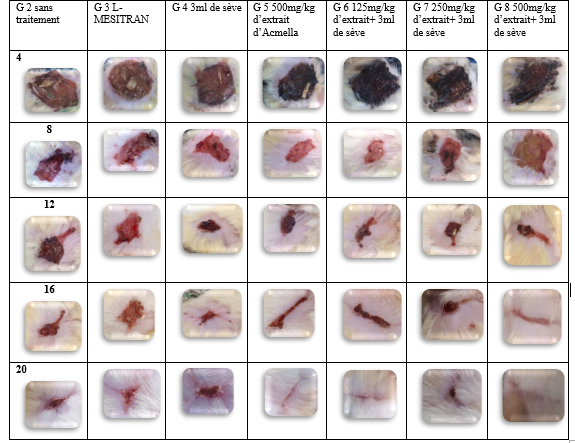 G 2 sans
traitement
G 3 L-
MESITRAN
G 4 3ml de sève
G 5 500mg/kg
d’extrait
d’Acmella
G 6 125mg/kg
d’extrait+ 3ml
de sève
G 7 250mg/kg
d’extrait+ 3ml
de sève
G 8 500mg/kg
d’extrait+ 3ml
de sève
4
8
12
16
20